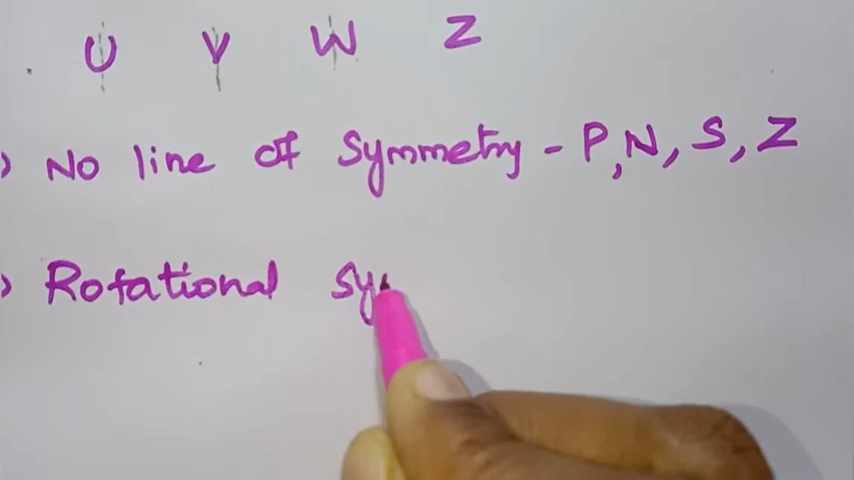 U V W Z
) No line of Symmetry - P, N, S, Z
) Rotational Sy